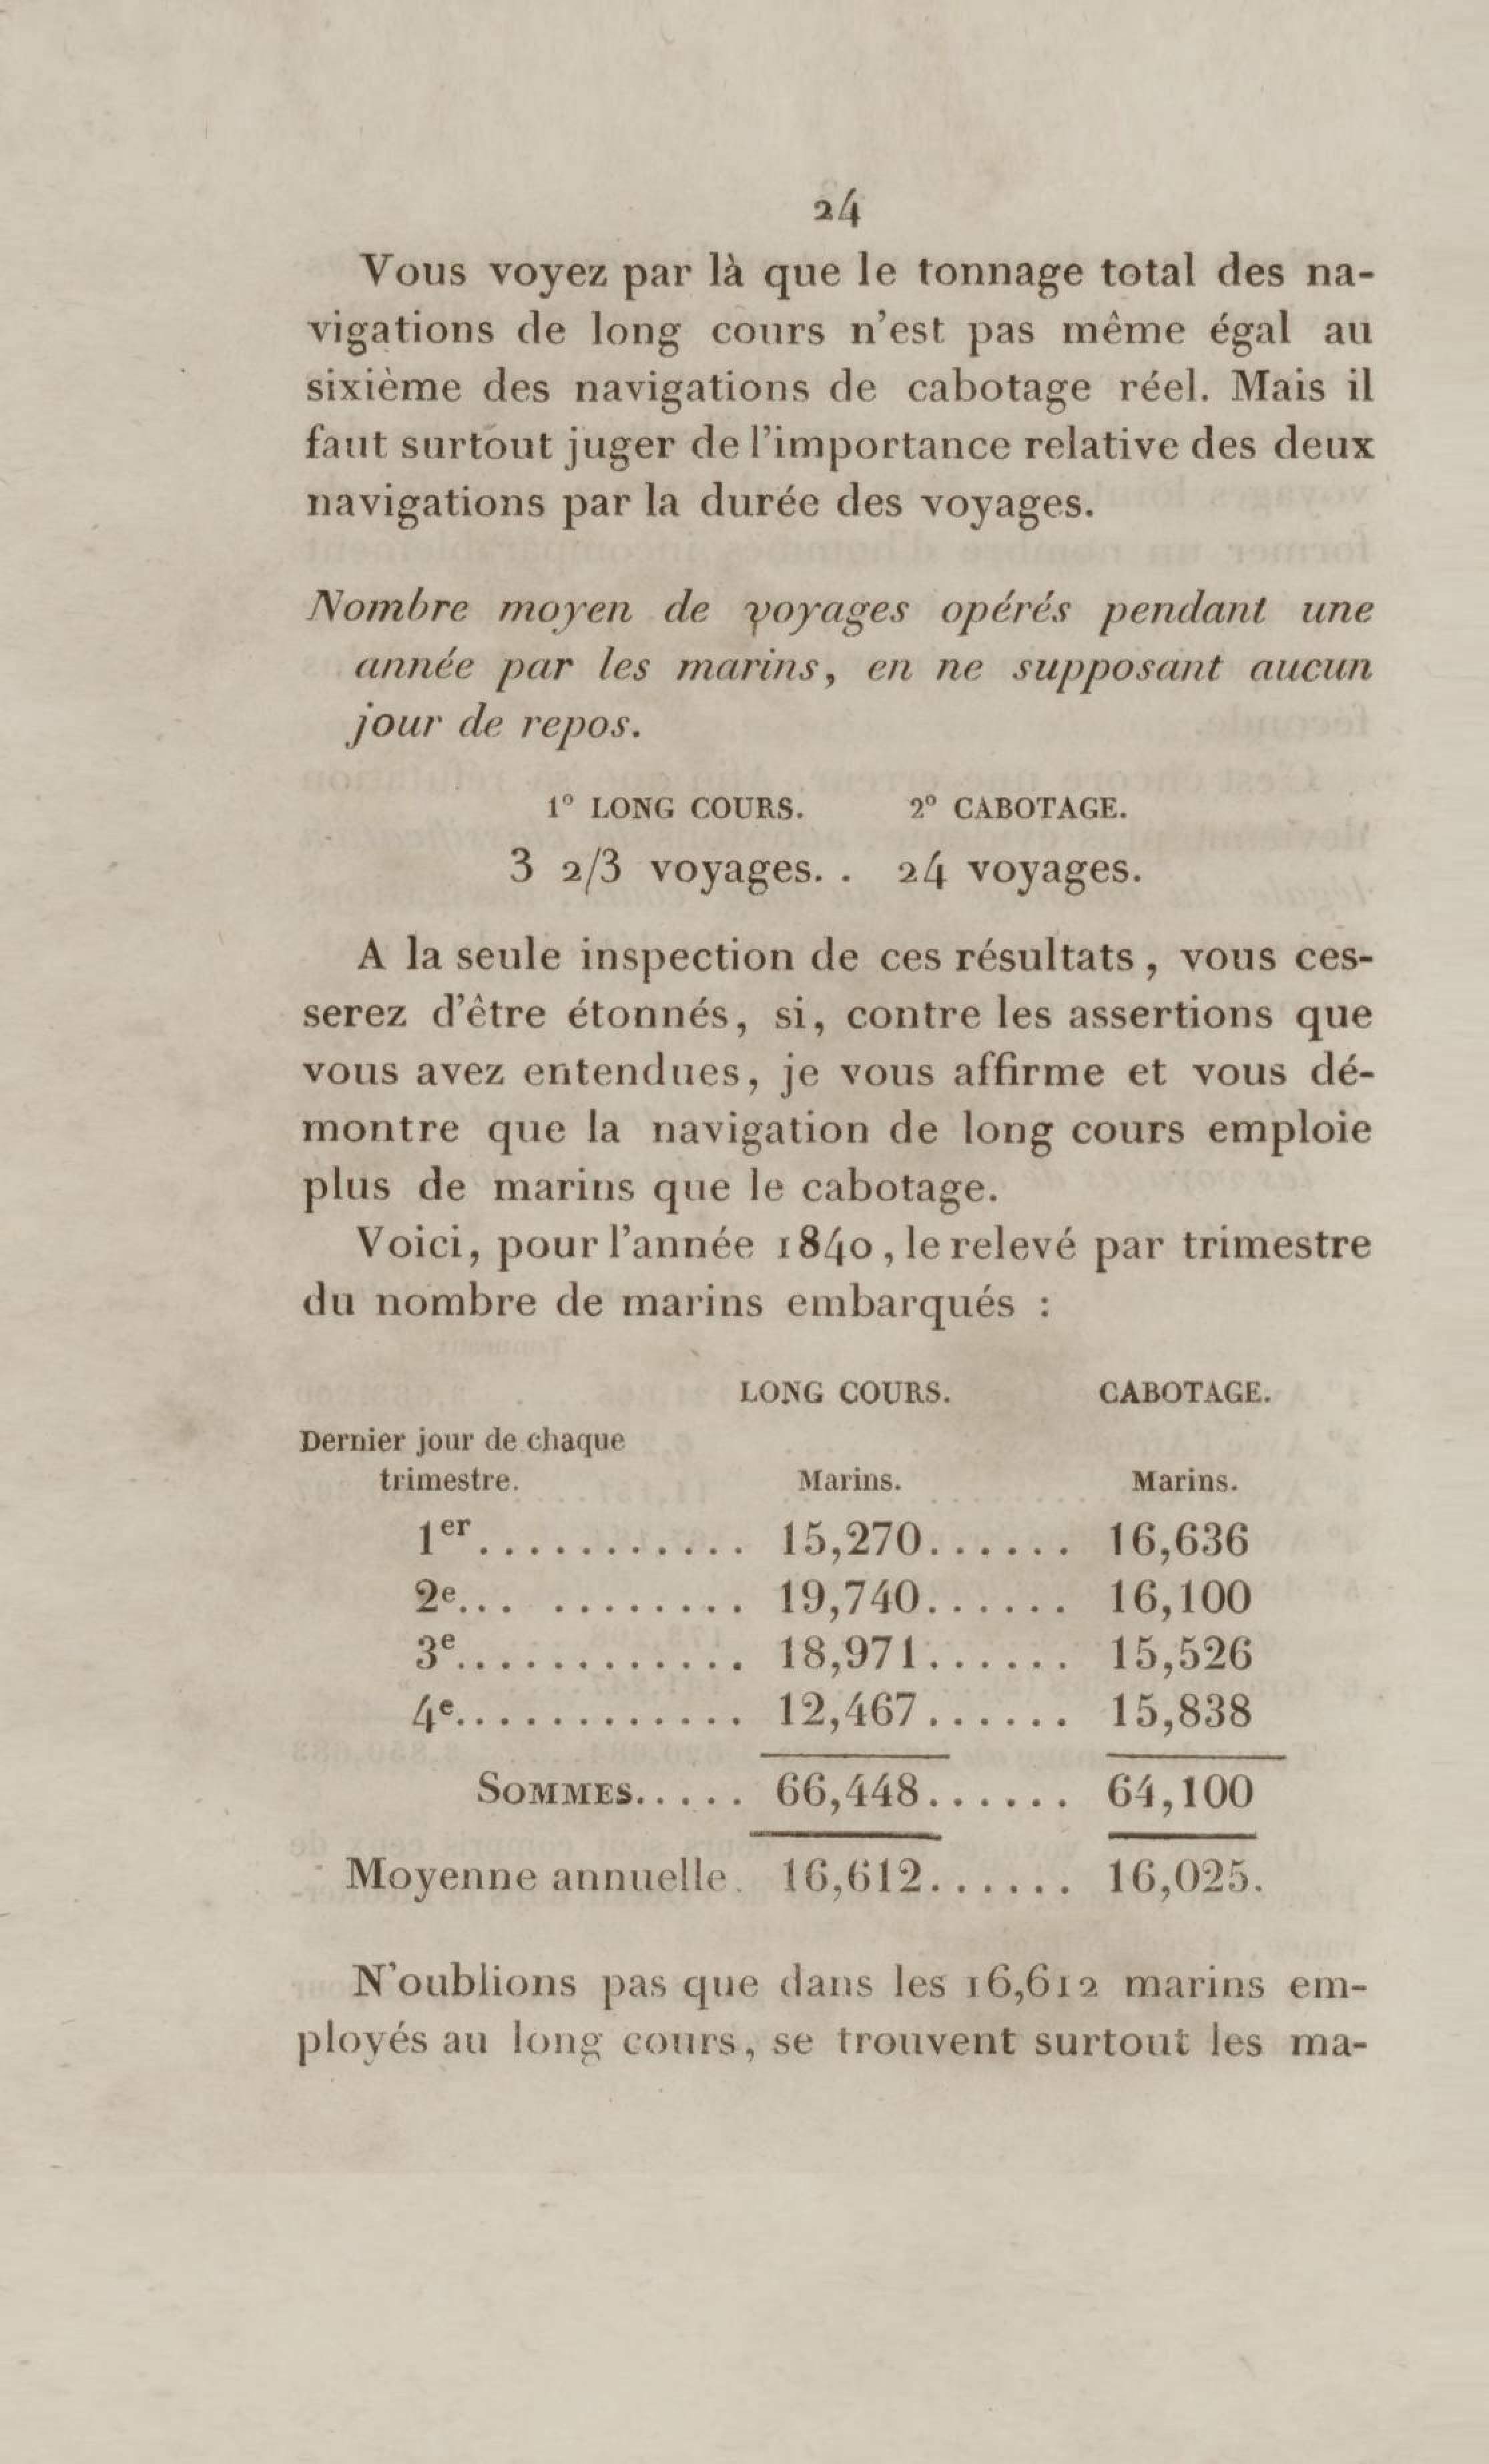 24
Vous voyez par là que le tonnage total des na-
vigations de long cours n'est pas même égal au
sixième des navigations de cabotage réel. Mais il
faut surtout juger de l'importance relative des deux
navigations par la durée des voyages.
Nombre moyen de voyages opérés pendant une
année par les marins, en ne supposant aucun
jour de repos.
1° LONG COURS. 2° CABOTAGE.
3 2/3 voyages. . 24 voyages.
A la seule inspection de ces résultats, vous ces-
serez d'être étonnés, si, contre les assertions que
vous avez entendues, je vous affirme et vous dé-
montre que la navigation de long cours emploie
plus de marins que le cabotage.
Voici, pour l'année 1840, le relevé par trimestre
du nombre de marins embarqués :
LONG COURS. CABOTAGE.
Dernier jour de chaque
trimestre. Marins. Marins.
1er........... 15,270...... 16,636
2e... ........ 19,740...... 16,100
3e............ 18,971...... 15,526
4e............ 12,467...... 15,838
SOMMES..... 66,448...... 64,100
Moyenne annuelle. 16,612...... 16,025.
N'oublions pas que dans les 16,612 marins em-
ployés au long cours, se trouvent surtout les ma-